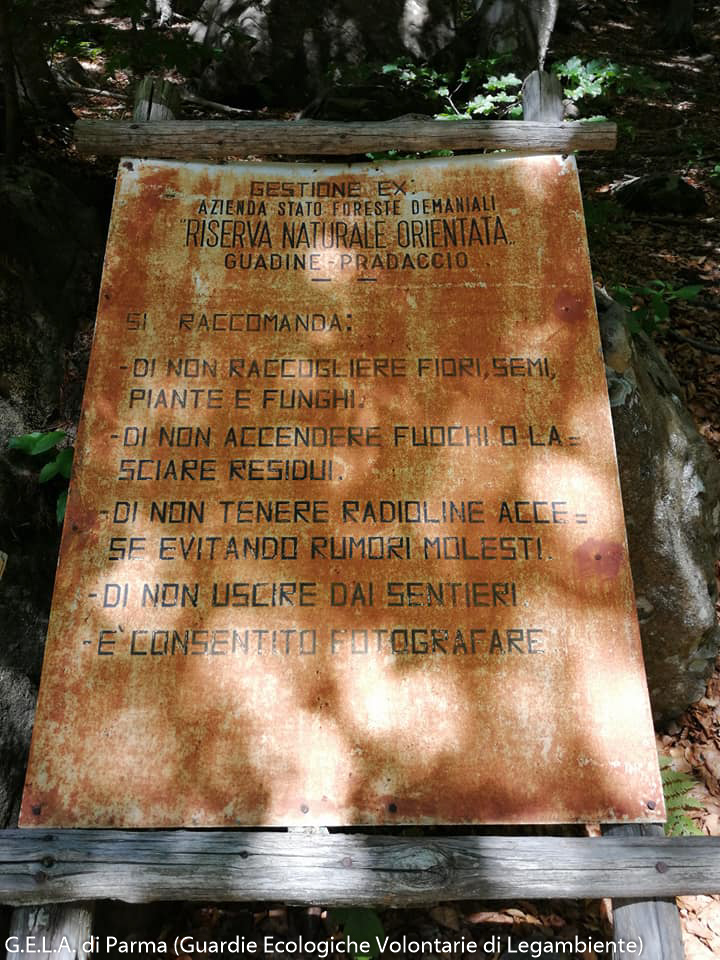 GESTIONE EX:
AZIENDA STATO FORESTE DEMANIALI
"RISERVA NATURALE ORIENTATA"
GUADINE-PRADACCIO
SI RACCOMANDA:
-DI NON RACCOGLIERE FIORI, SEMI,
PIANTE E FUNGHI.
-DI NON ACCENDERE FUOCHI O LA=
SCIARE RESIDUI.
-DI NON TENERE RADIOLINE ACCE=
SE EVITANDO RUMORI MOLESTI.
-DI NON USCIRE DAI SENTIERI
-E' CONSENTITO FOTOGRAFARE
G.E.L.A. di Parma (Guardie Ecologiche Volontarie di Legambiente)